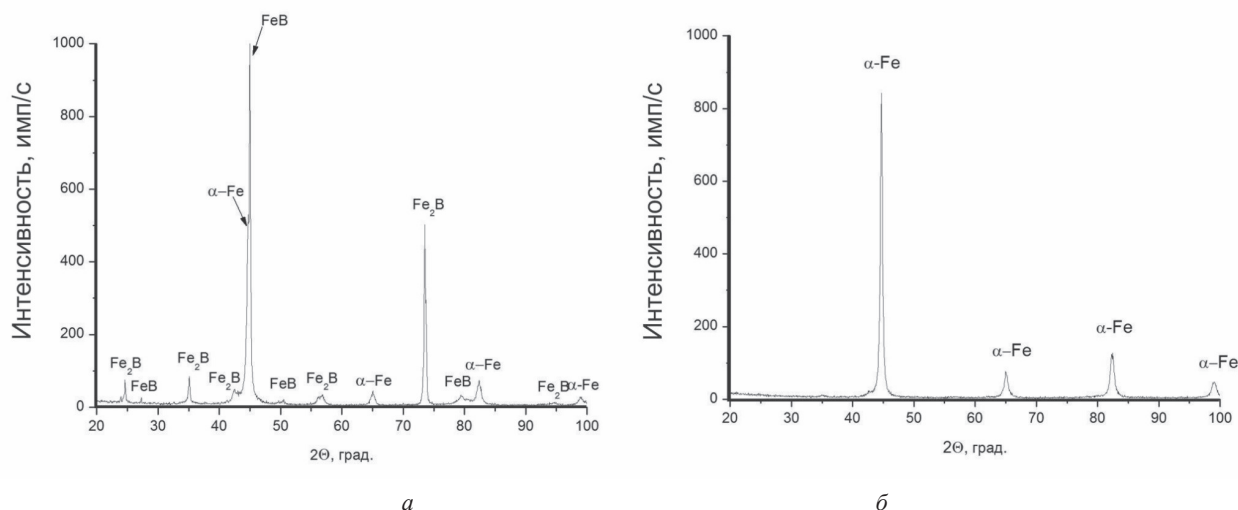 FeB
1000
800
600
400
200
0
Интенсивность, имп/с
α–Fe
Fe₂B
Fe₂B
FeB
Fe₂B
Fe₂B
FeB
Fe₂B
α–Fe
FeB
α–Fe
Fe₂B
α-Fe
20 30 40 50 60 70 80 90 100
2Θ, град.
а
1000
800
600
400
200
0
Интенсивность, имп/с
α-Fe
α–Fe
α-Fe
α-Fe
20 30 40 50 60 70 80 90 100
2Θ, град.
б